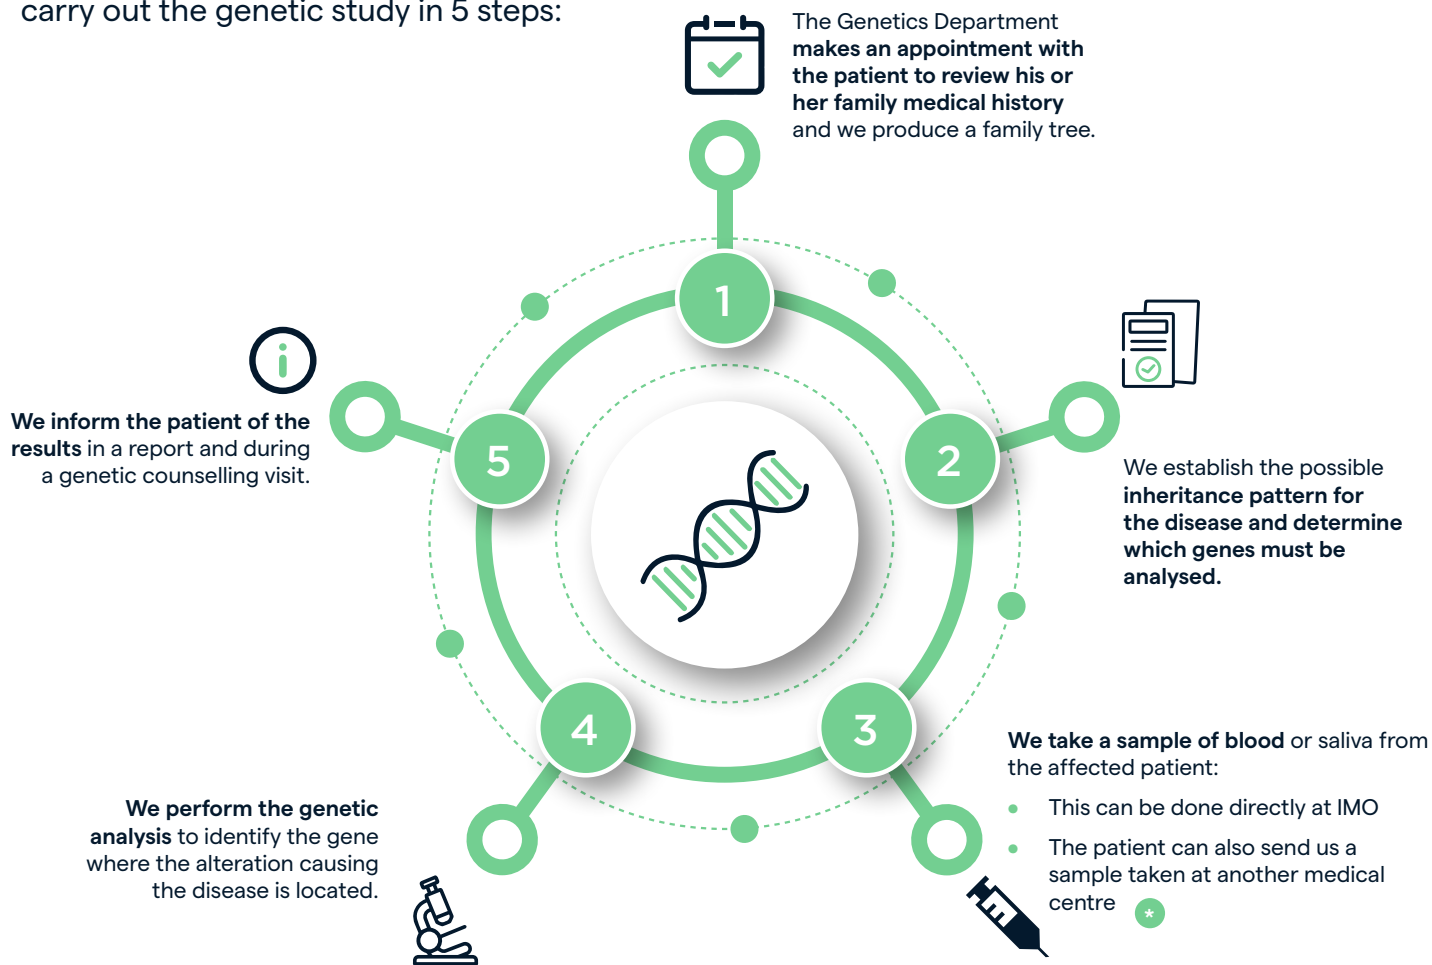 carry out the genetic study in 5 steps:
The Genetics Department
makes an appointment with
the patient to review his or
her family medical history
and we produce a family tree.
1
2
We establish the possible
inheritance pattern for
the disease and determine
which genes must be
analysed.
3
We take a sample of blood or saliva from
the affected patient:
• This can be done directly at IMO
• The patient can also send us a
sample taken at another medical
centre *
4
We perform the genetic
analysis to identify the gene
where the alteration causing
the disease is located.
5
We inform the patient of the
results in a report and during
a genetic counselling visit.